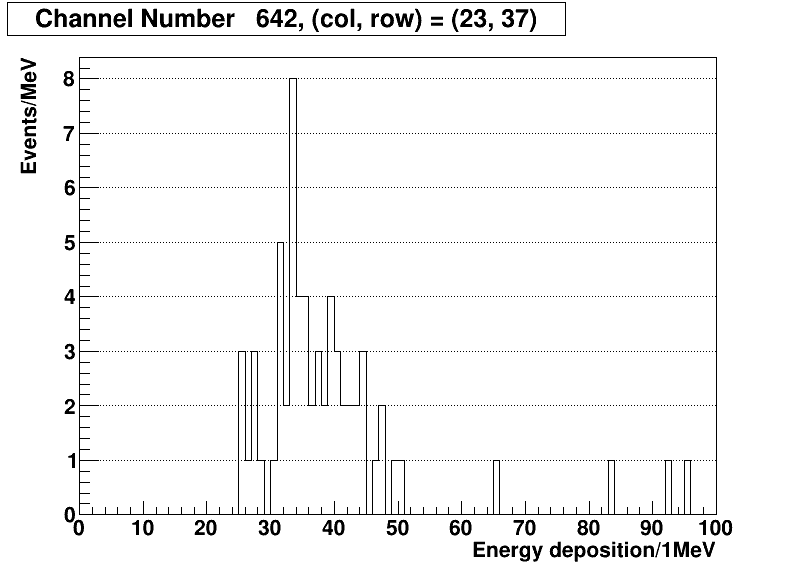 Channel Number 642, (col, row) = (23, 37)
Events/MeV
8
7
6
5
4
3
2
1
0
0 10 20 30 40 50 60 70 80 90 100
Energy deposition/1MeV